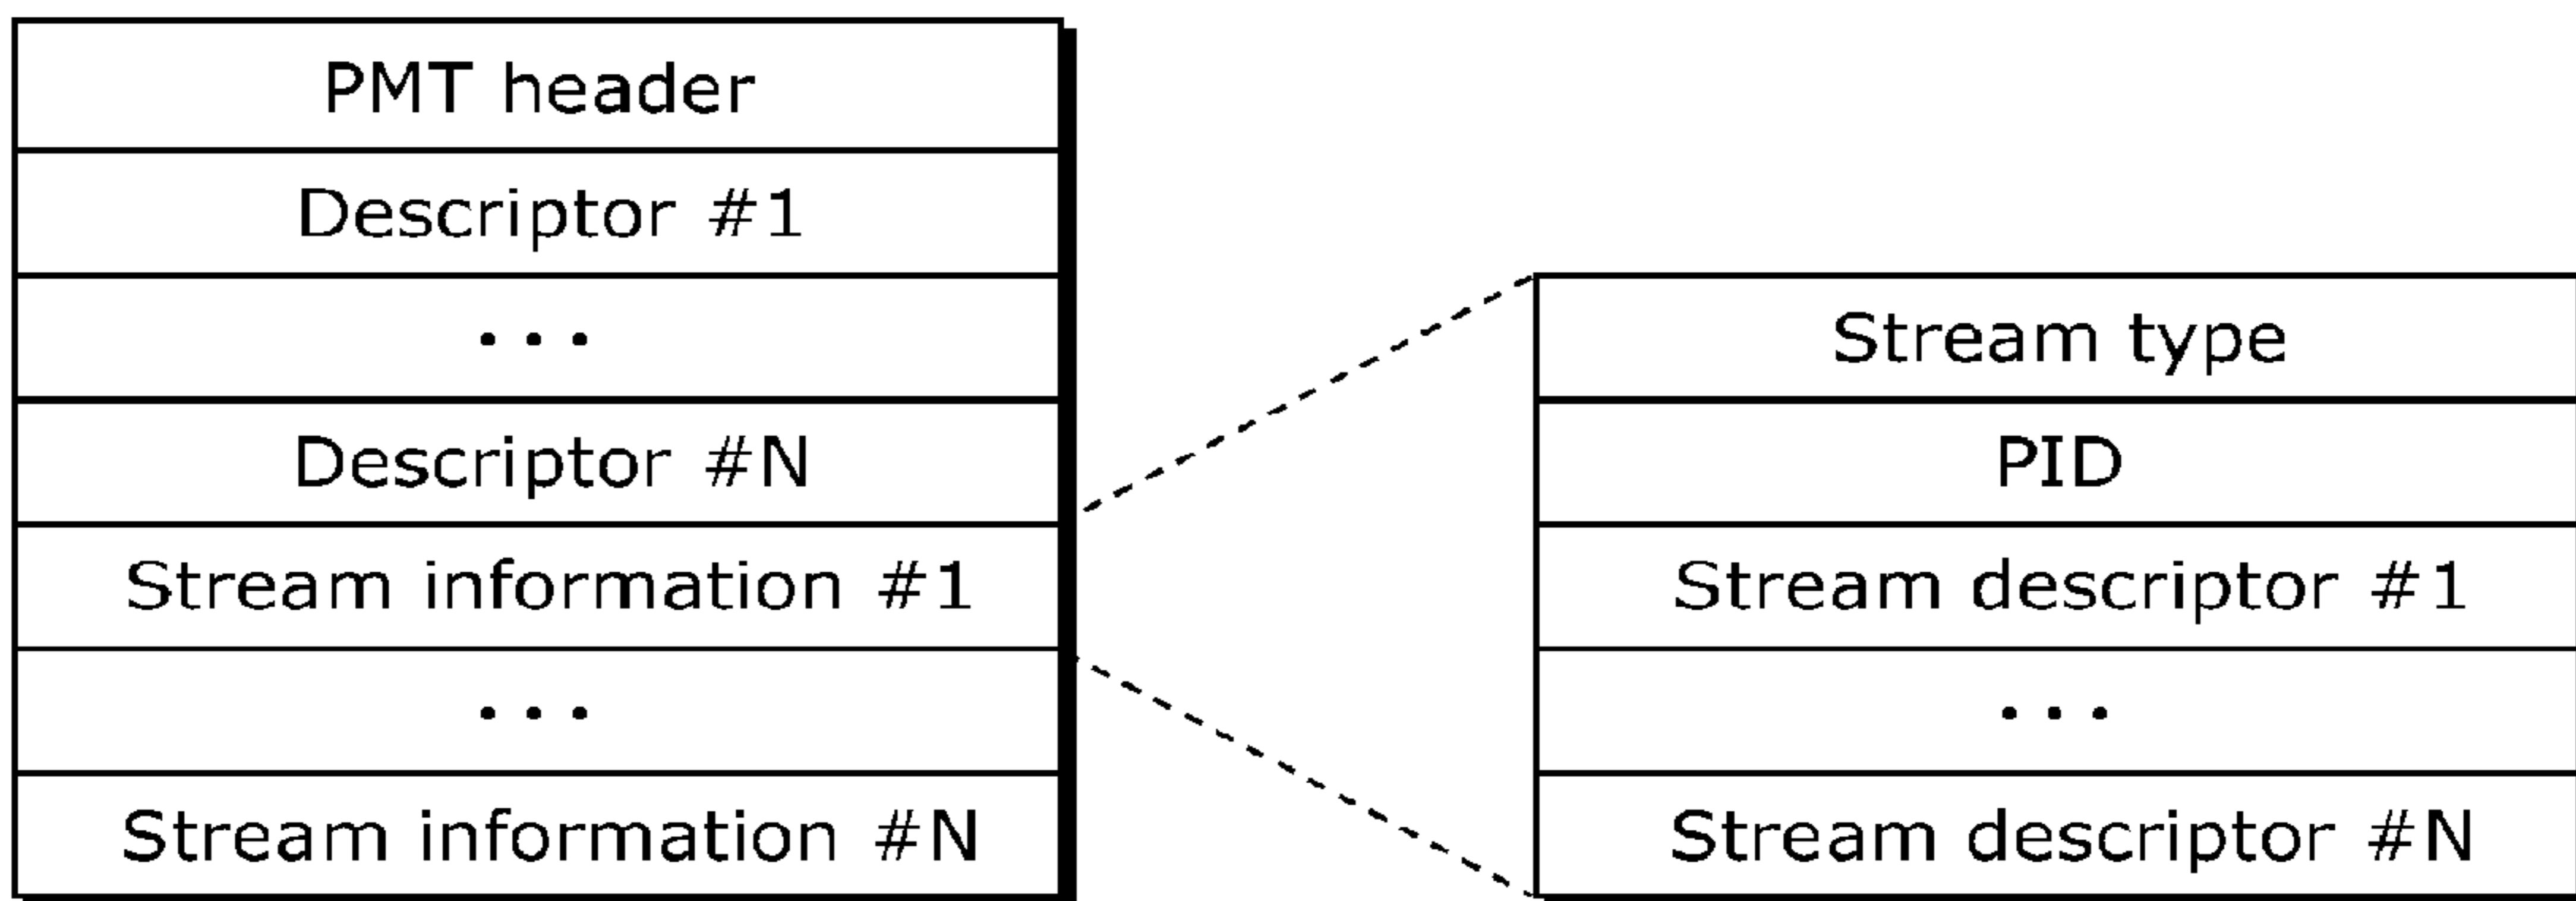 PMT header
Descriptor #1
...
Descriptor #N
Stream information #1
...
Stream information #N
Stream type
PID
Stream descriptor #1
...
Stream descriptor #N